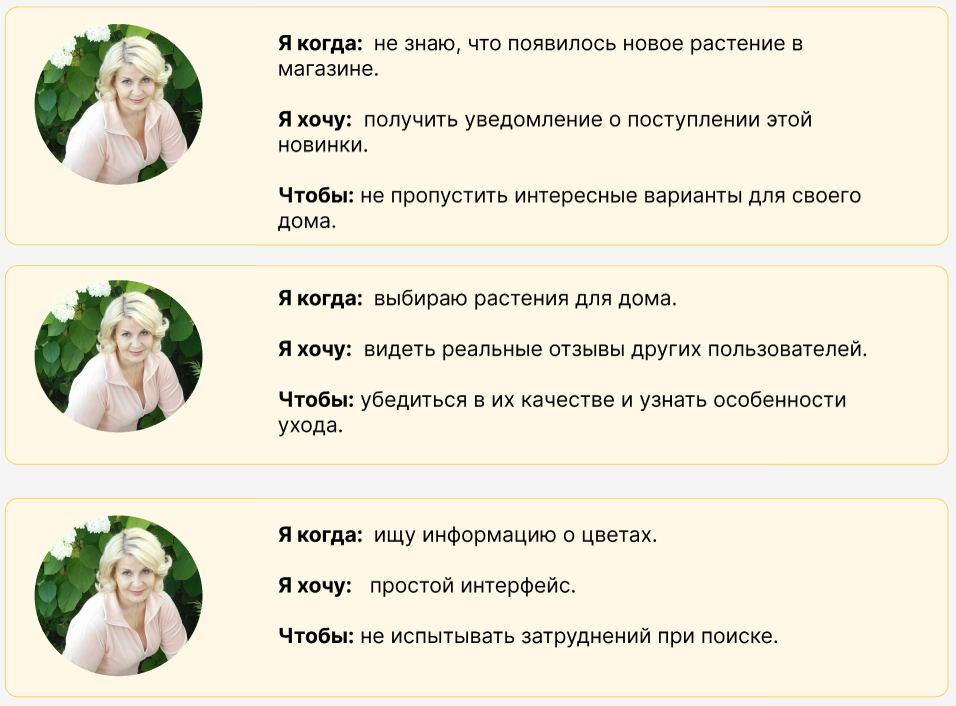 Я когда: не знаю, что появилось новое растение в
магазине.
Я хочу: получить уведомление о поступлении этой
новинки.
Чтобы: не пропустить интересные варианты для своего
дома.
Я когда: выбираю растения для дома.
Я хочу: видеть реальные отзывы других пользователей.
Чтобы: убедиться в их качестве и узнать особенности
ухода.
Я когда: ищу информацию о цветах.
Я хочу: простой интерфейс.
Чтобы: не испытывать затруднений при поиске.